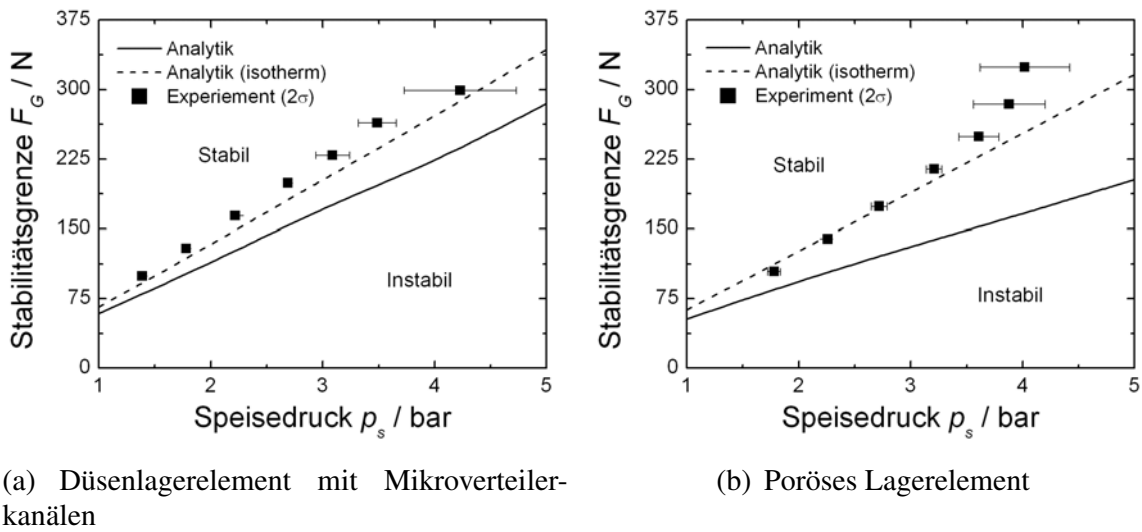 375
300
225
150
75
0
Stabilitätsgrenze F_G / N
Analytik
Analytik (isotherm)
Experiement (2σ)
Stabil
Instabil
1 2 3 4 5
Speisedruck p_s / bar
(a) Düsenlagerelement mit Mikroverteiler-
kanälen
375
300
225
150
75
0
Stabilitätsgrenze F_G / N
Analytik
Analytik (isotherm)
Experiment (2σ)
Stabil
Instabil
1 2 3 4 5
Speisedruck p_s / bar
(b) Poröses Lagerelement